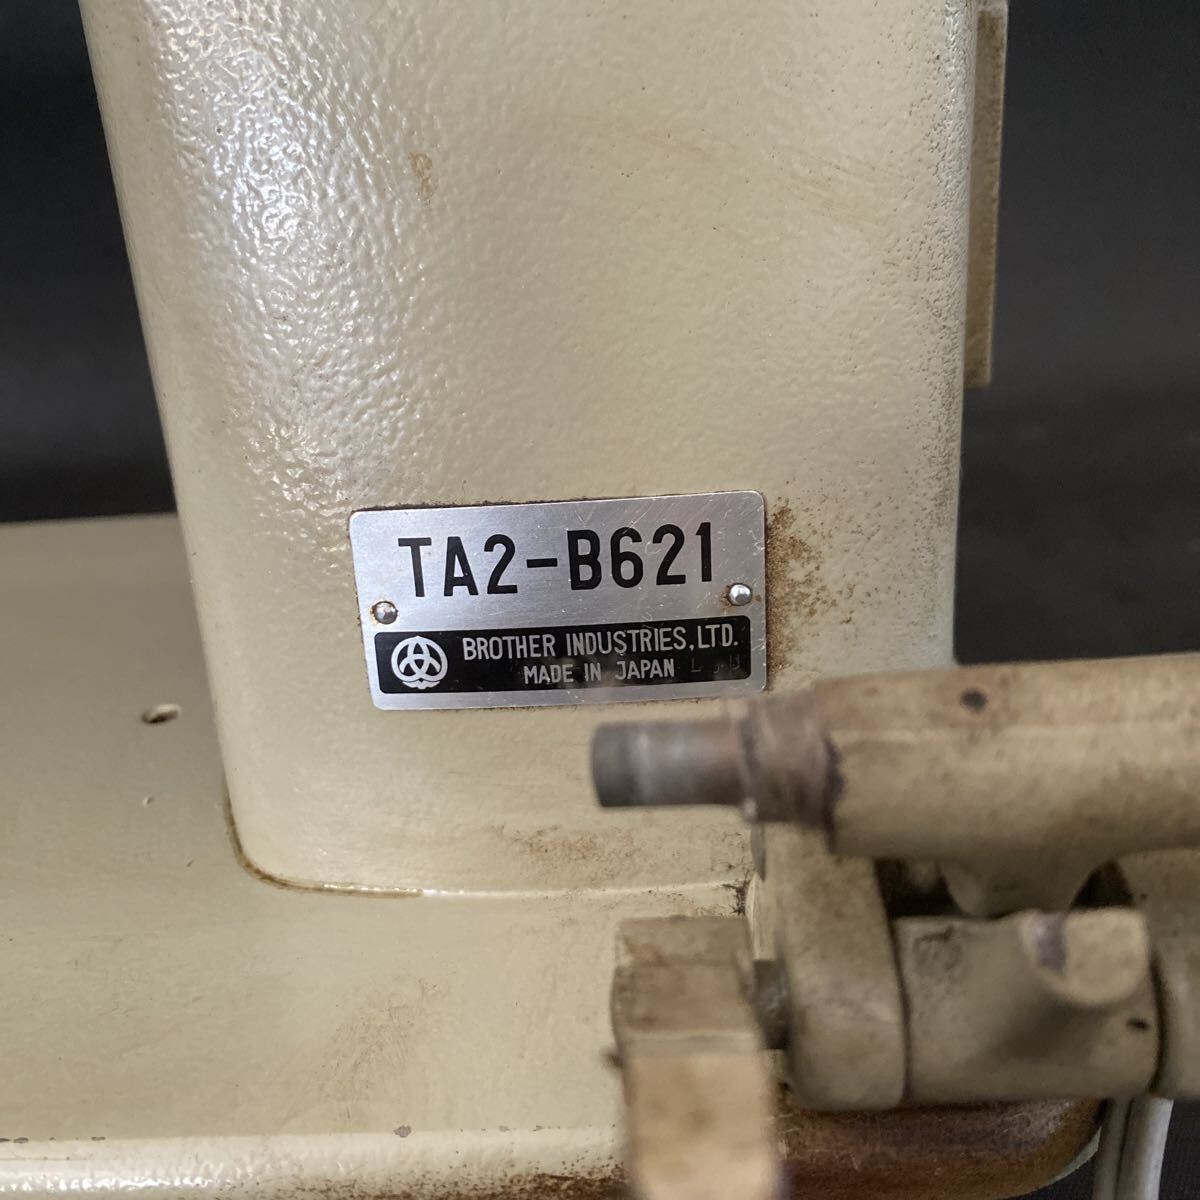 TA2-B621
BROTHER INDUSTRIES,LTD.
MADE IN JAPAN